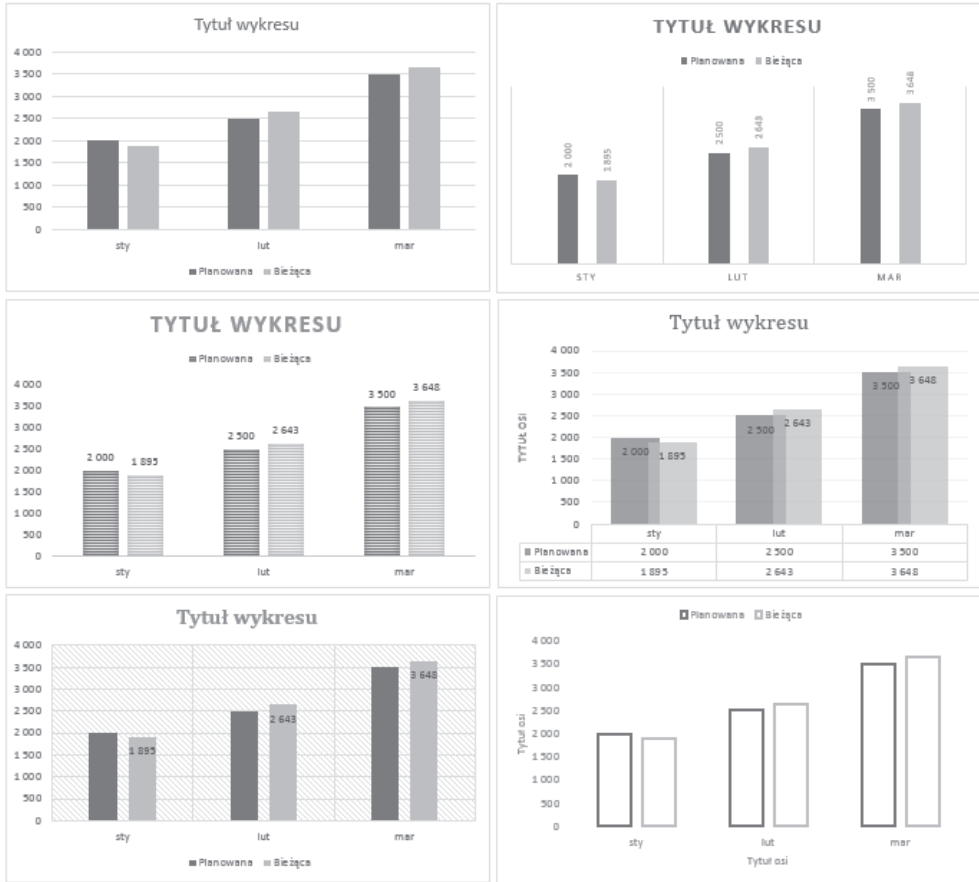 Tytuł wykresu
4 000
3 500
3 000
2 500
2 000
1 500
1 000
500
0
sty lut mar
Planowana Bieżąca
TYTUŁ WYKRESU
Planowana Bieżąca
2 000 1 895 2 500 2 643 3 500 3 648
STY LUT MAR
TYTUŁ WYKRESU
Planowana Bieżąca
4 000
3 500
3 000
2 500
2 000
1 500
1 000
500
0
2 000 1 895 2 500 2 643 3 500 3 648
sty lut mar
Tytuł wykresu
TYTUŁ OSI
4 000
3 500
3 000
2 500
2 000
1 500
1 000
500
0
2 000 1 895 2 500 2 643 3 500 3 648
sty lut mar
Planowana 2 000 2 500 3 500
Bieżąca 1 895 2 643 3 648
Tytuł wykresu
4 000
3 500
3 000
2 500
2 000
1 500
1 000
500
0
1 895 2 643 3 648
sty lut mar
Planowana Bieżąca
Planowana Bieżąca
Tytuł osi
4 000
3 500
3 000
2 500
2 000
1 500
1 000
500
0
sty lut mar
Tytuł osi